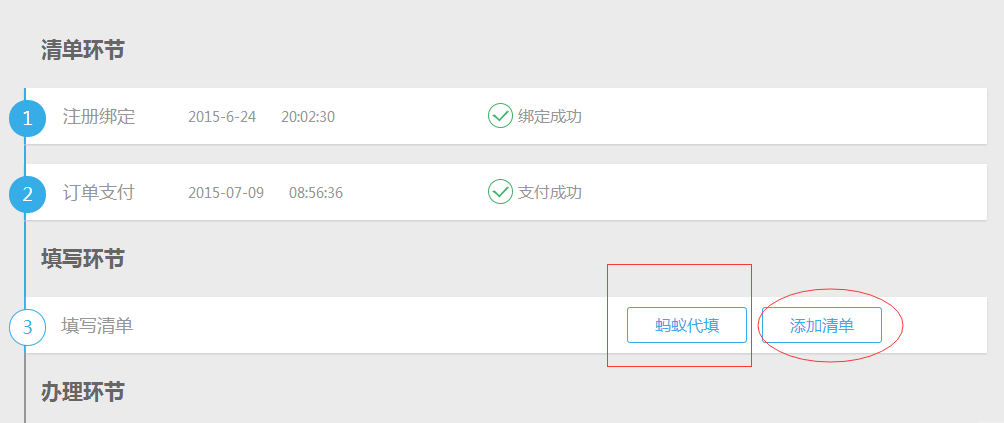 清单环节
1 注册绑定 2015-6-24 20:02:30 绑定成功
2 订单支付 2015-07-09 08:56:36 支付成功
填写环节
3 填写清单 蚂蚁代填 添加清单
办理环节